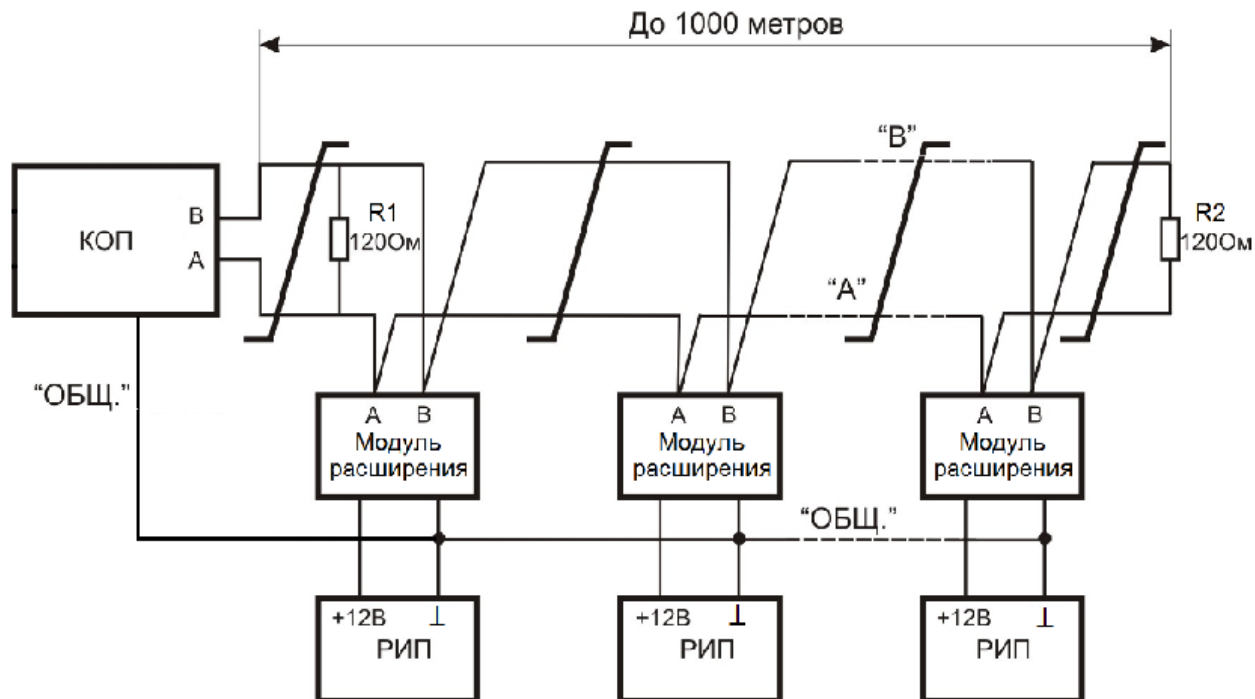 До 1000 метров
"В"
В
КОП
А
R1
120Ом
R2
120Ом
"А"
"ОБЩ."
А В
Модуль
расширения
А В
Модуль
расширения
А В
Модуль
расширения
"ОБЩ."
+12В ⊥
РИП
+12В ⊥
РИП
+12В ⊥
РИП